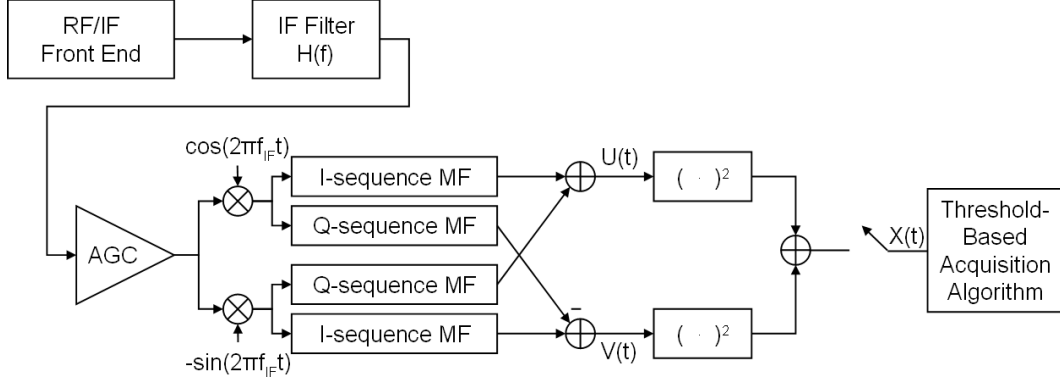 RF/IF
Front End
IF Filter
H(f)
cos(2πf_IF t)
I-sequence MF
U(t)
( · )²
Q-sequence MF
AGC
X(t)
Threshold-
Based
Acquisition
Algorithm
Q-sequence MF
-
I-sequence MF
V(t)
( · )²
-sin(2πf_IF t)